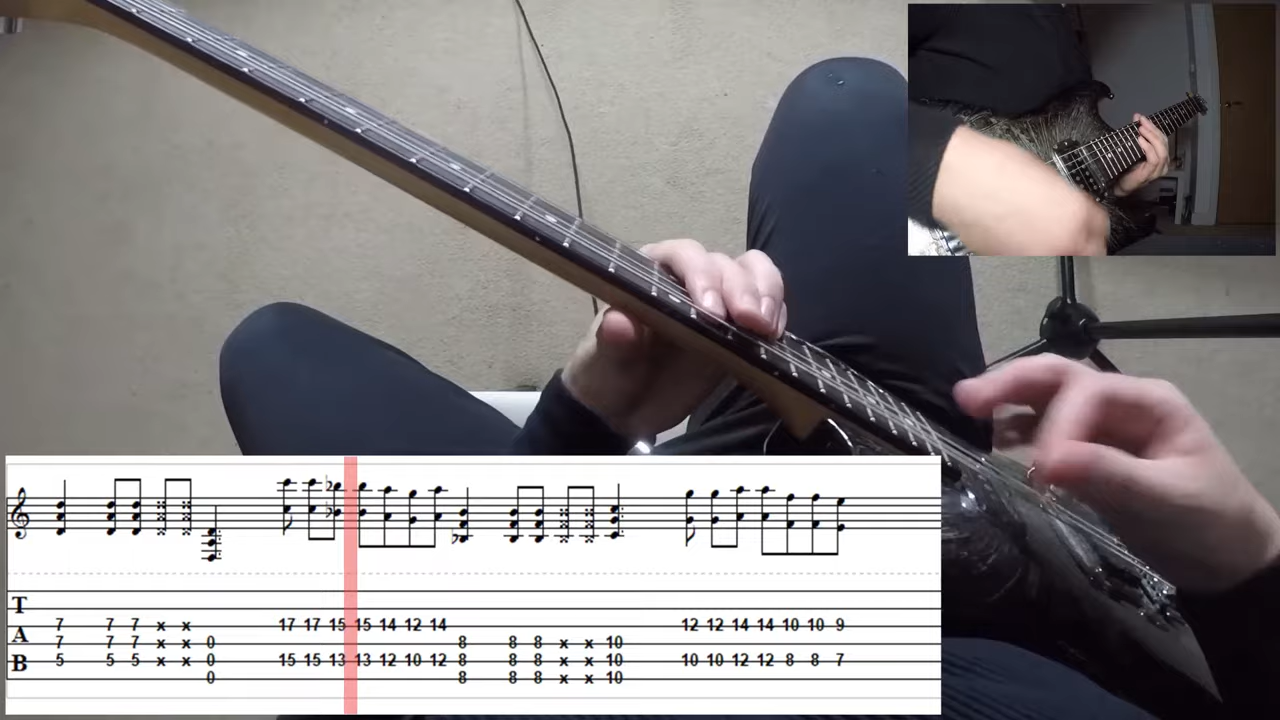 T
7 7 7 x x 17 17 15 15 14 12 14 12 12 14 14 10 10 9
A 7 7 7 x x 0 8 8 8 x x 10
B 5 5 5 x x 0 15 15 13 13 12 10 12 8 8 8 x x 10 10 10 12 12 8 8 7
0 8 8 8 x x 10